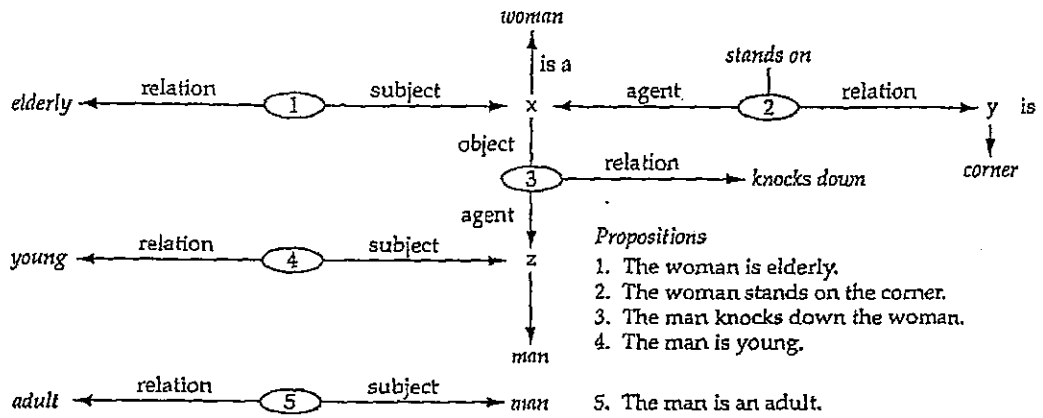 woman
stands on
is a
relation subject agent relation
elderly 1 x 2 y is
object
relation
3 knocks down
corner
agent
relation subject
young 4 z
Propositions
1. The woman is elderly.
2. The woman stands on the corner.
3. The man knocks down the woman.
4. The man is young.
man
relation subject
adult 5 man 5. The man is an adult.